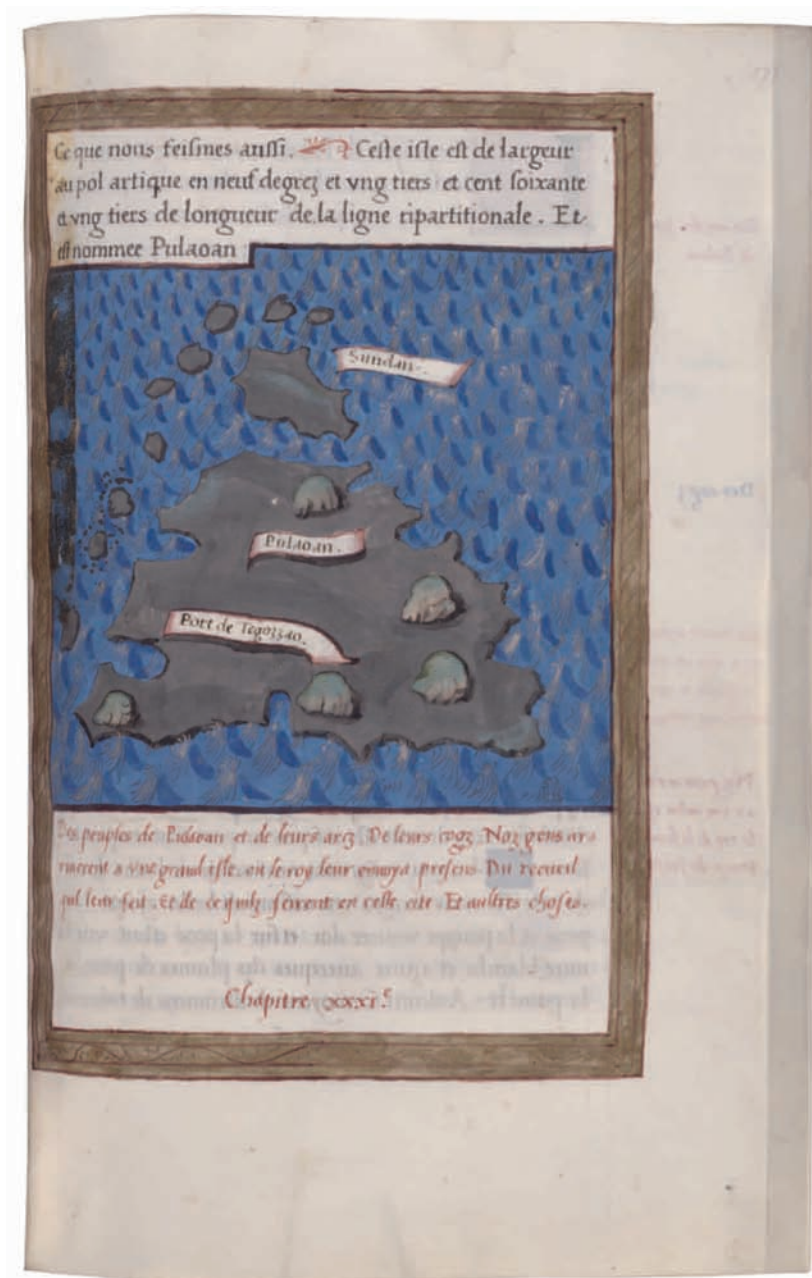 Ce que nous feismes aussi. Ceste isle est de largeur
au pol artique en neuf degrez et vng tiers et cent soixante
et vng tiers de longueur de la ligne ripartitionale. Et
est nommee Pulaoan
Sundan.
Pulaoan.
Port de Tegozzao.
Des peuples de Pulaoan et de leurs arcz De leurs cogz Noz gens ar-
riuerent a vne grand isle, ou le roy leur enuoya presens Du recueil
quil leur feit. Et de ce quilz feirent en celle cite Et aultres choses.
Chapitre xxxi.e